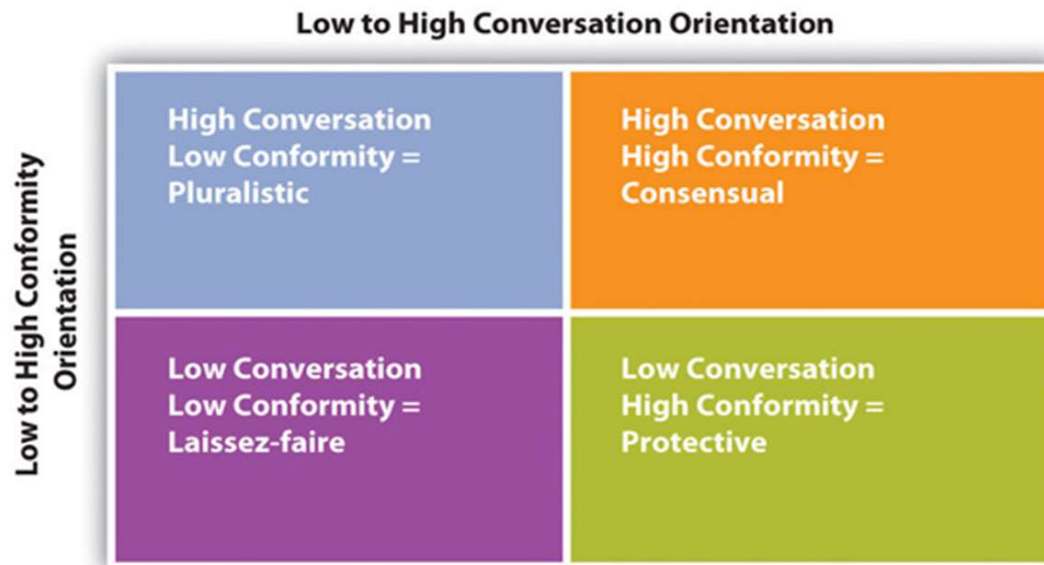 Low to High Conversation Orientation
Low to High Conformity
Orientation
High Conversation
Low Conformity =
Pluralistic
High Conversation
High Conformity =
Consensual
Low Conversation
Low Conformity =
Laissez-faire
Low Conversation
High Conformity =
Protective